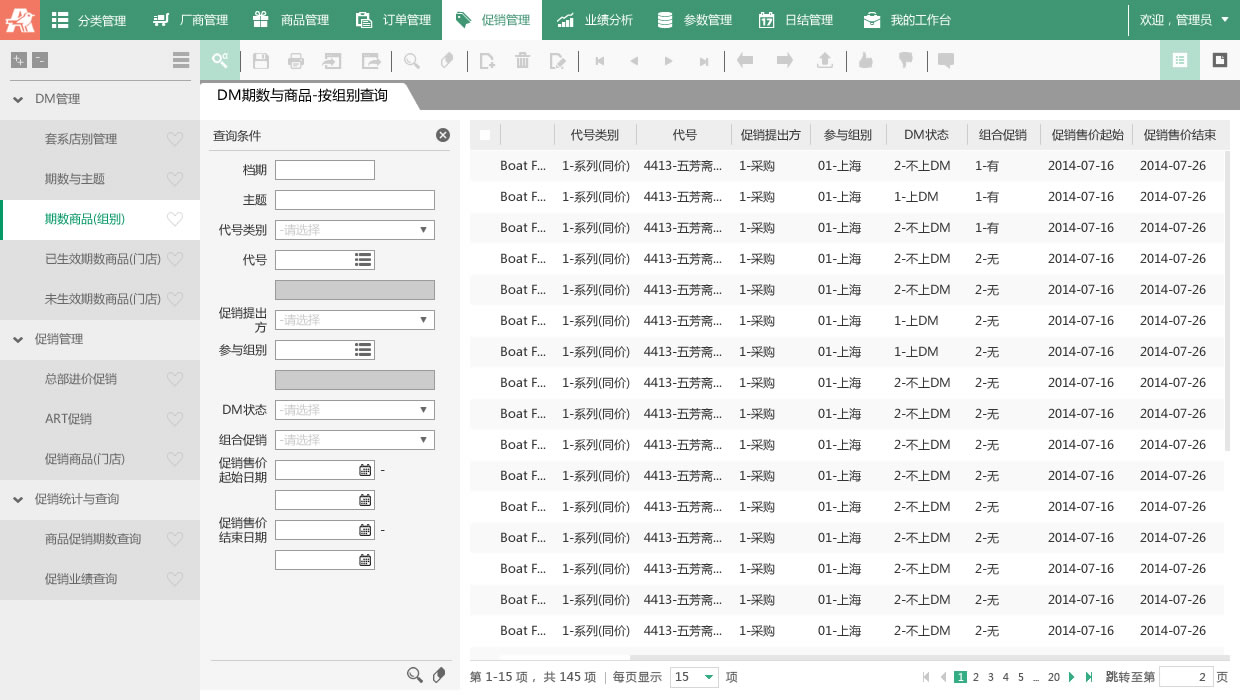 分类管理 厂商管理 商品管理 订单管理 促销管理 业绩分析 参数管理 日结管理 我的工作台 欢迎，管理员
DM管理
套系店别管理
期数与主题
期数商品(组别)
已生效期数商品(门店)
未生效期数商品(门店)
促销管理
总部进价促销
ART促销
促销商品(门店)
促销统计与查询
商品促销期数查询
促销业绩查询
DM期数与商品-按组别查询
查询条件
档期
主题
代号类别 -请选择
代号
促销提出方 -请选择
参与组别
DM状态 -请选择
组合促销 -请选择
促销售价起始日期 -
促销售价结束日期 -
代号类别 代号 促销提出方 参与组别 DM状态 组合促销 促销售价起始 促销售价结束
Boat F... 1-系列(同价) 4413-五芳斋... 1-采购 01-上海 2-不上DM 1-有 2014-07-16 2014-07-26
Boat F... 1-系列(同价) 4413-五芳斋... 1-采购 01-上海 1-上DM 1-有 2014-07-16 2014-07-26
Boat F... 1-系列(同价) 4413-五芳斋... 1-采购 01-上海 2-不上DM 1-有 2014-07-16 2014-07-26
Boat F... 1-系列(同价) 4413-五芳斋... 1-采购 01-上海 2-不上DM 2-无 2014-07-16 2014-07-26
Boat F... 1-系列(同价) 4413-五芳斋... 1-采购 01-上海 2-不上DM 2-无 2014-07-16 2014-07-26
Boat F... 1-系列(同价) 4413-五芳斋... 1-采购 01-上海 1-上DM 2-无 2014-07-16 2014-07-26
Boat F... 1-系列(同价) 4413-五芳斋... 1-采购 01-上海 1-上DM 2-无 2014-07-16 2014-07-26
Boat F... 1-系列(同价) 4413-五芳斋... 1-采购 01-上海 2-不上DM 2-无 2014-07-16 2014-07-26
Boat F... 1-系列(同价) 4413-五芳斋... 1-采购 01-上海 2-不上DM 2-无 2014-07-16 2014-07-26
Boat F... 1-系列(同价) 4413-五芳斋... 1-采购 01-上海 2-不上DM 2-无 2014-07-16 2014-07-26
Boat F... 1-系列(同价) 4413-五芳斋... 1-采购 01-上海 2-不上DM 2-无 2014-07-16 2014-07-26
Boat F... 1-系列(同价) 4413-五芳斋... 1-采购 01-上海 2-不上DM 2-无 2014-07-16 2014-07-26
Boat F... 1-系列(同价) 4413-五芳斋... 1-采购 01-上海 2-不上DM 2-无 2014-07-16 2014-07-26
Boat F... 1-系列(同价) 4413-五芳斋... 1-采购 01-上海 2-不上DM 2-无 2014-07-16 2014-07-26
Boat F... 1-系列(同价) 4413-五芳斋... 1-采购 01-上海 2-不上DM 2-无 2014-07-16 2014-07-26
Boat F... 1-系列(同价) 4413-五芳斋... 1-采购 01-上海 2-不上DM 2-无 2014-07-16 2014-07-26
第 1-15 项，共 145 项 | 每页显示 15 项 1 2 3 4 5 ... 20 跳转至第 2 页